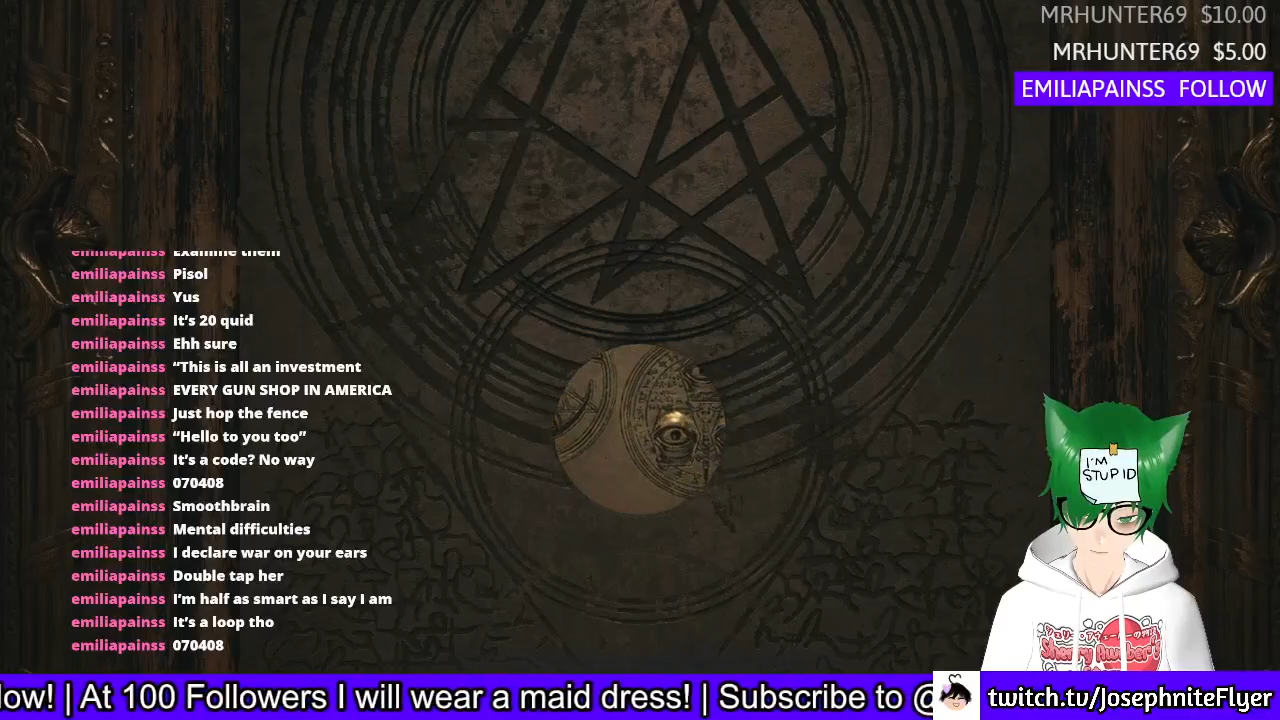 MRHUNTER69 $10.00
MRHUNTER69 $5.00
EMILIAPAINSS FOLLOW
emiliapainss Examine them
emiliapainss Pisol
emiliapainss Yus
emiliapainss It’s 20 quid
emiliapainss Ehh sure
emiliapainss “This is all an investment
emiliapainss EVERY GUN SHOP IN AMERICA
emiliapainss Just hop the fence
emiliapainss “Hello to you too”
emiliapainss It’s a code? No way
emiliapainss 070408
emiliapainss Smoothbrain
emiliapainss Mental difficulties
emiliapainss I declare war on your ears
emiliapainss Double tap her
emiliapainss I’m half as smart as I say I am
emiliapainss It’s a loop tho
emiliapainss 070408
I'M
STUPID
low! | At 100 Followers I will wear a maid dress! | Subscribe to @
twitch.tv/JosephniteFlyer